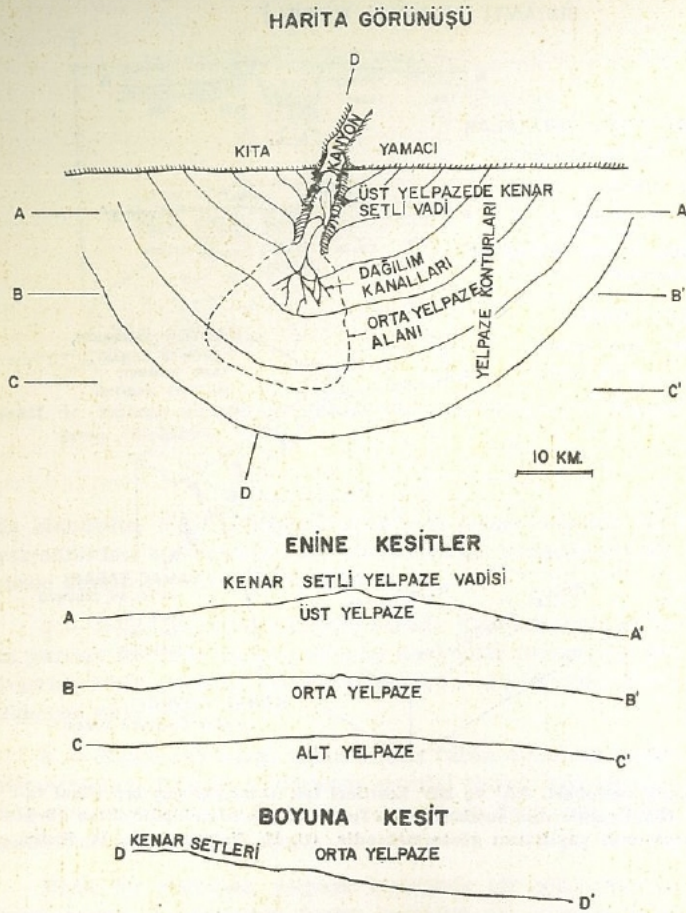 HARİTA GÖRÜNÜŞÜ
D
KANYON
KITA
YAMACI
ÜST YELPAZEDE KENAR
SETLİ VADİ
A
A'
DAĞILIM
KANALLARI
YELPAZE KONTURLARI
B
B'
ORTA YELPAZE
ALANI
C
C'
D
10 KM.
ENİNE KESİTLER
KENAR SETLİ YELPAZE VADİSİ
A
ÜST YELPAZE
A'
B
ORTA YELPAZE
B'
C
ALT YELPAZE
C'
BOYUNA KESİT
D
KENAR SETLERİ
ORTA YELPAZE
D'